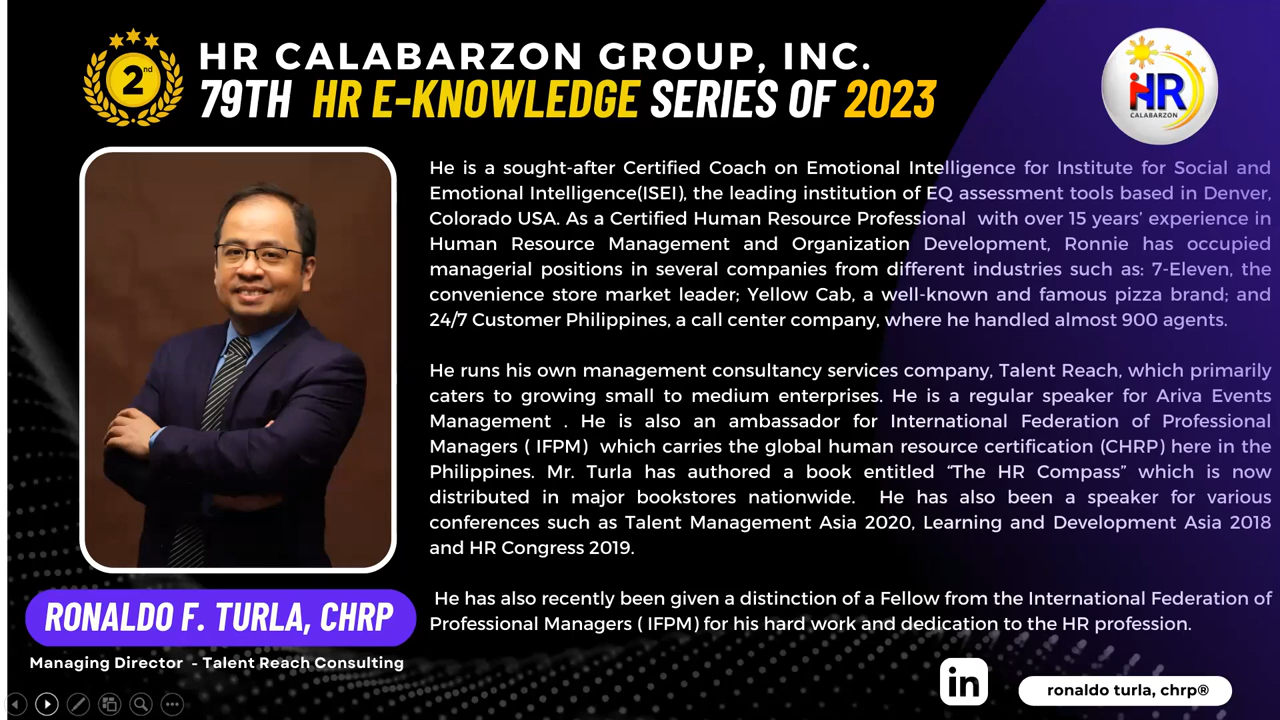 2nd
HR CALABARZON GROUP, INC.
79TH HR E-KNOWLEDGE SERIES OF 2023
HR
CALABARZON
He is a sought-after Certified Coach on Emotional Intelligence for Institute for Social and
Emotional Intelligence(ISEI), the leading institution of EQ assessment tools based in Denver,
Colorado USA. As a Certified Human Resource Professional with over 15 years’ experience in
Human Resource Management and Organization Development, Ronnie has occupied
managerial positions in several companies from different industries such as: 7-Eleven, the
convenience store market leader; Yellow Cab, a well-known and famous pizza brand; and
24/7 Customer Philippines, a call center company, where he handled almost 900 agents.
He runs his own management consultancy services company, Talent Reach, which primarily
caters to growing small to medium enterprises. He is a regular speaker for Ariva Events
Management . He is also an ambassador for International Federation of Professional
Managers ( IFPM) which carries the global human resource certification (CHRP) here in the
Philippines. Mr. Turla has authored a book entitled “The HR Compass” which is now
distributed in major bookstores nationwide. He has also been a speaker for various
conferences such as Talent Management Asia 2020, Learning and Development Asia 2018
and HR Congress 2019.
He has also recently been given a distinction of a Fellow from the International Federation of
Professional Managers ( IFPM) for his hard work and dedication to the HR profession.
RONALDO F. TURLA, CHRP
Managing Director - Talent Reach Consulting
in
ronaldo turla, chrp®